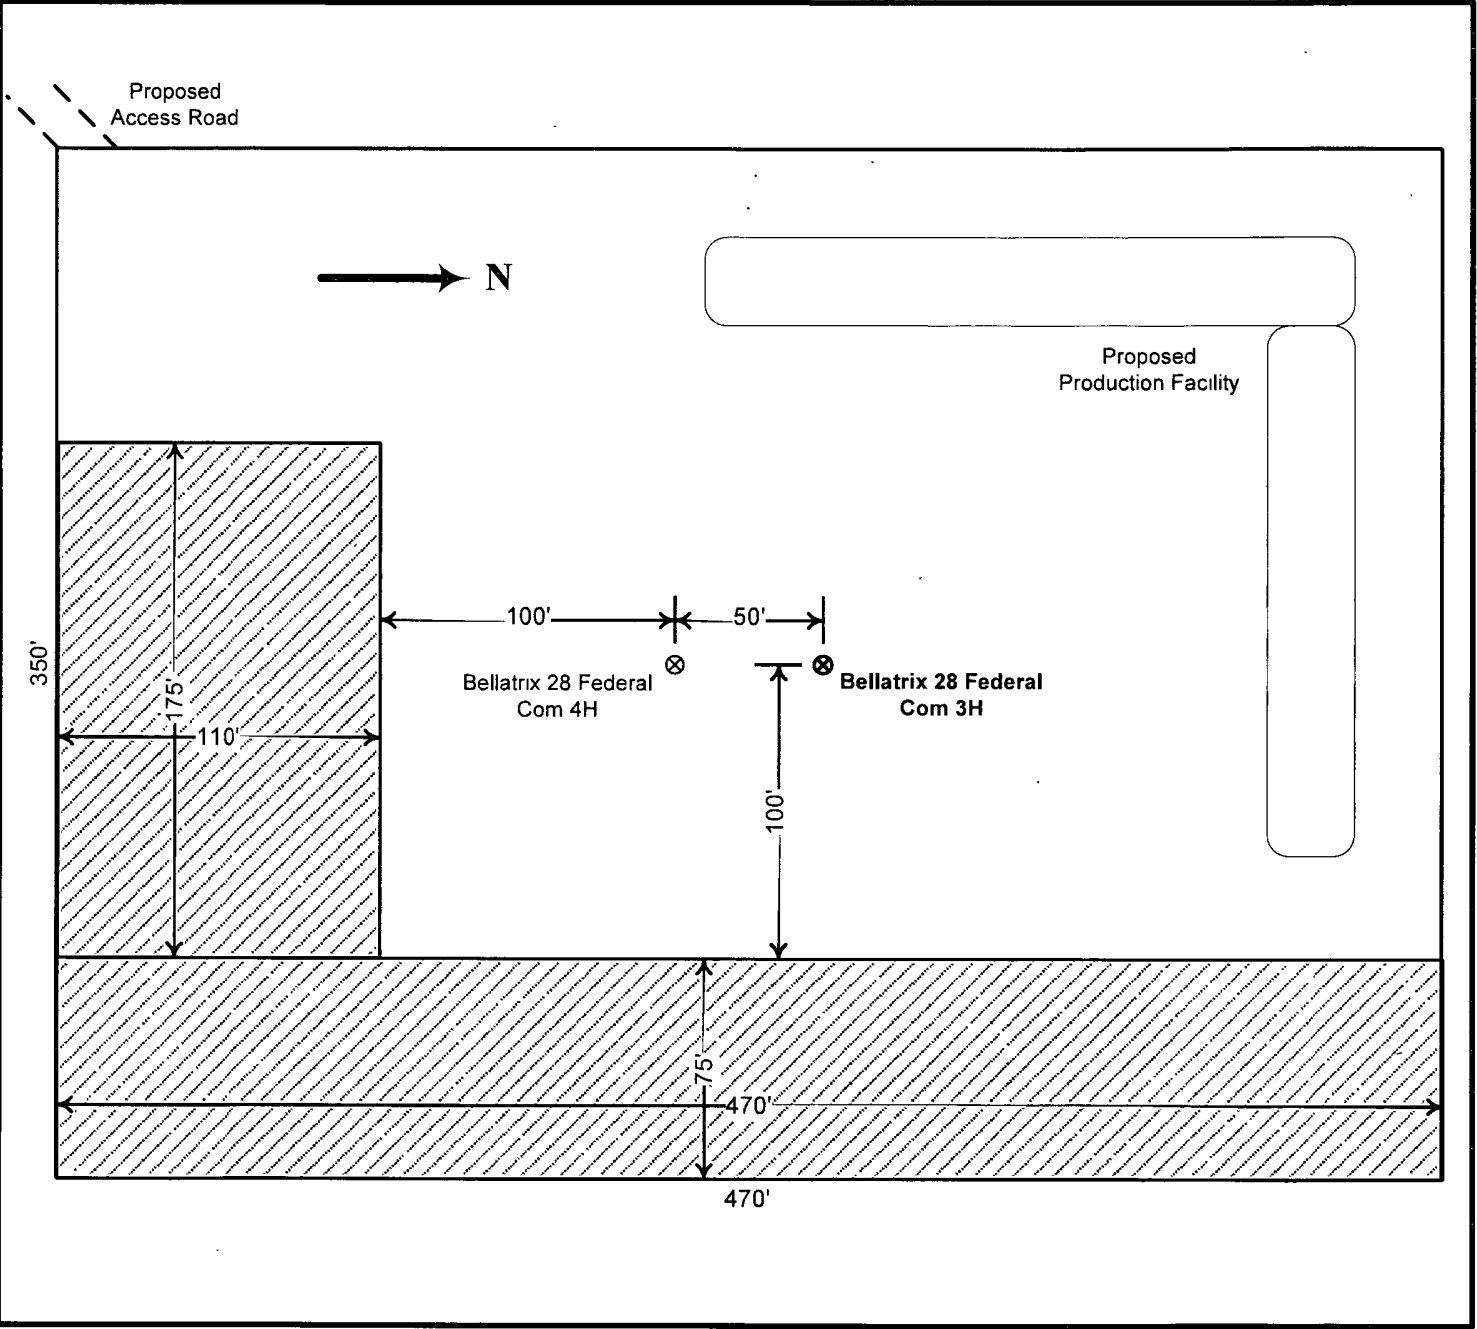 Proposed
Access Road
N
Proposed
Production Facility
100'
50'
350'
Bellatrix 28 Federal
Com 4H
Bellatrix 28 Federal
Com 3H
175'
110'
100'
75'
470'
470'